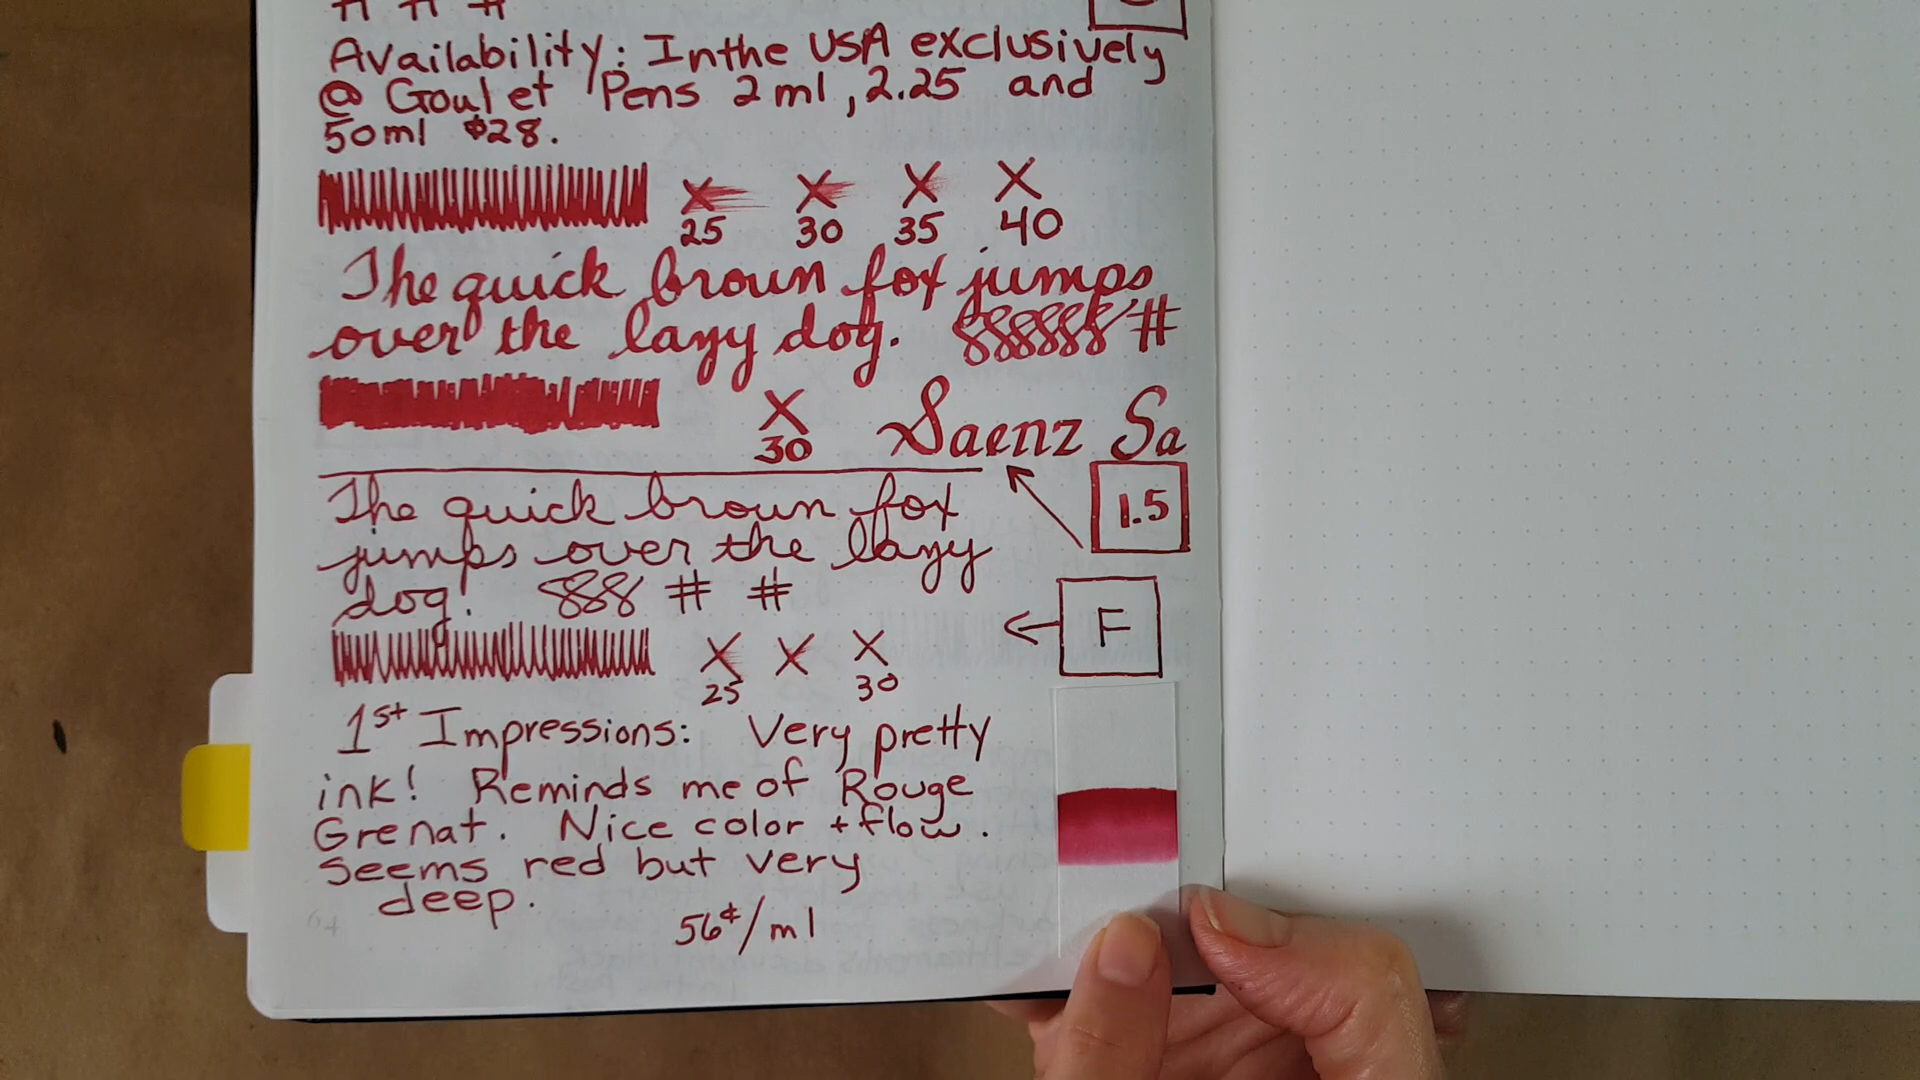 # # #
Availability: In the USA exclusively
@ Goulet Pens 2ml, 2.25 and
50ml $28.
X X X X
25 30 35 40
The quick brown fox jumps
over the lazy dog. 888888 #
X
30
Saenz Sa
1.5
The quick brown fox
jumps over the lazy
dog! 888 # #
F
X X X
25 30
1st Impressions: Very pretty
ink! Reminds me of Rouge
Grenat. Nice color + flow.
Seems red but very
deep.
56¢/ml
64